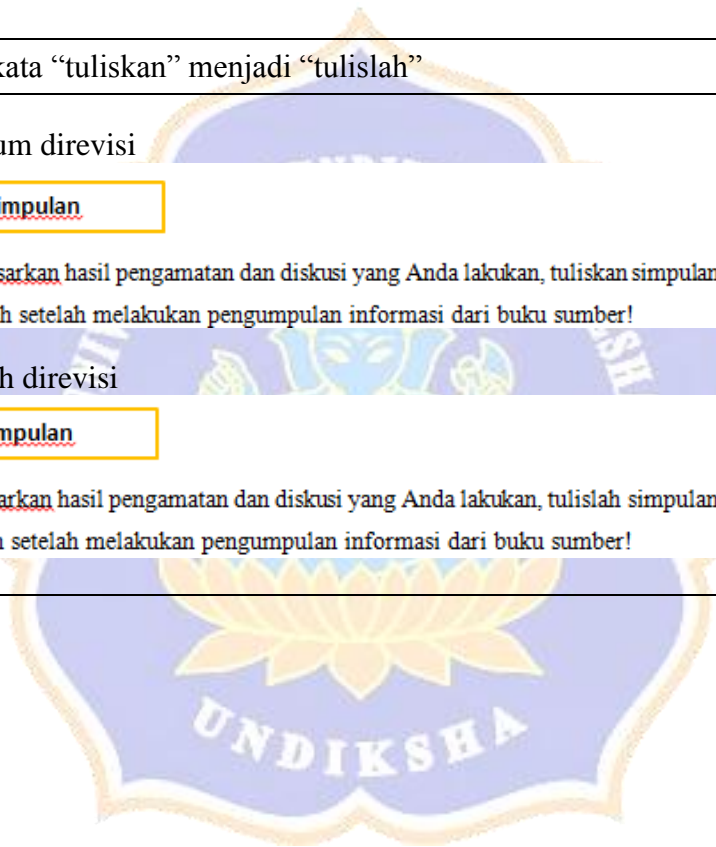 kata “tuliskan” menjadi “tulislah”
um direvisi
impulan
sarkan hasil pengamatan dan diskusi yang Anda lakukan, tuliskan simpulan
h setelah melakukan pengumpulan informasi dari buku sumber!
h direvisi
mpulan
arkan hasil pengamatan dan diskusi yang Anda lakukan, tulislah simpulan
n setelah melakukan pengumpulan informasi dari buku sumber!
UNDIKSHA